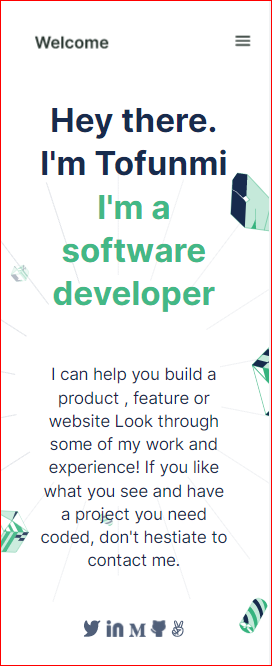 Welcome
Hey there.
I'm Tofunmi
I'm a
software
developer
I can help you build a
product , feature or
website Look through
some of my work and
experience! If you like
what you see and have
a project you need
coded, don't hestiate to
contact me.